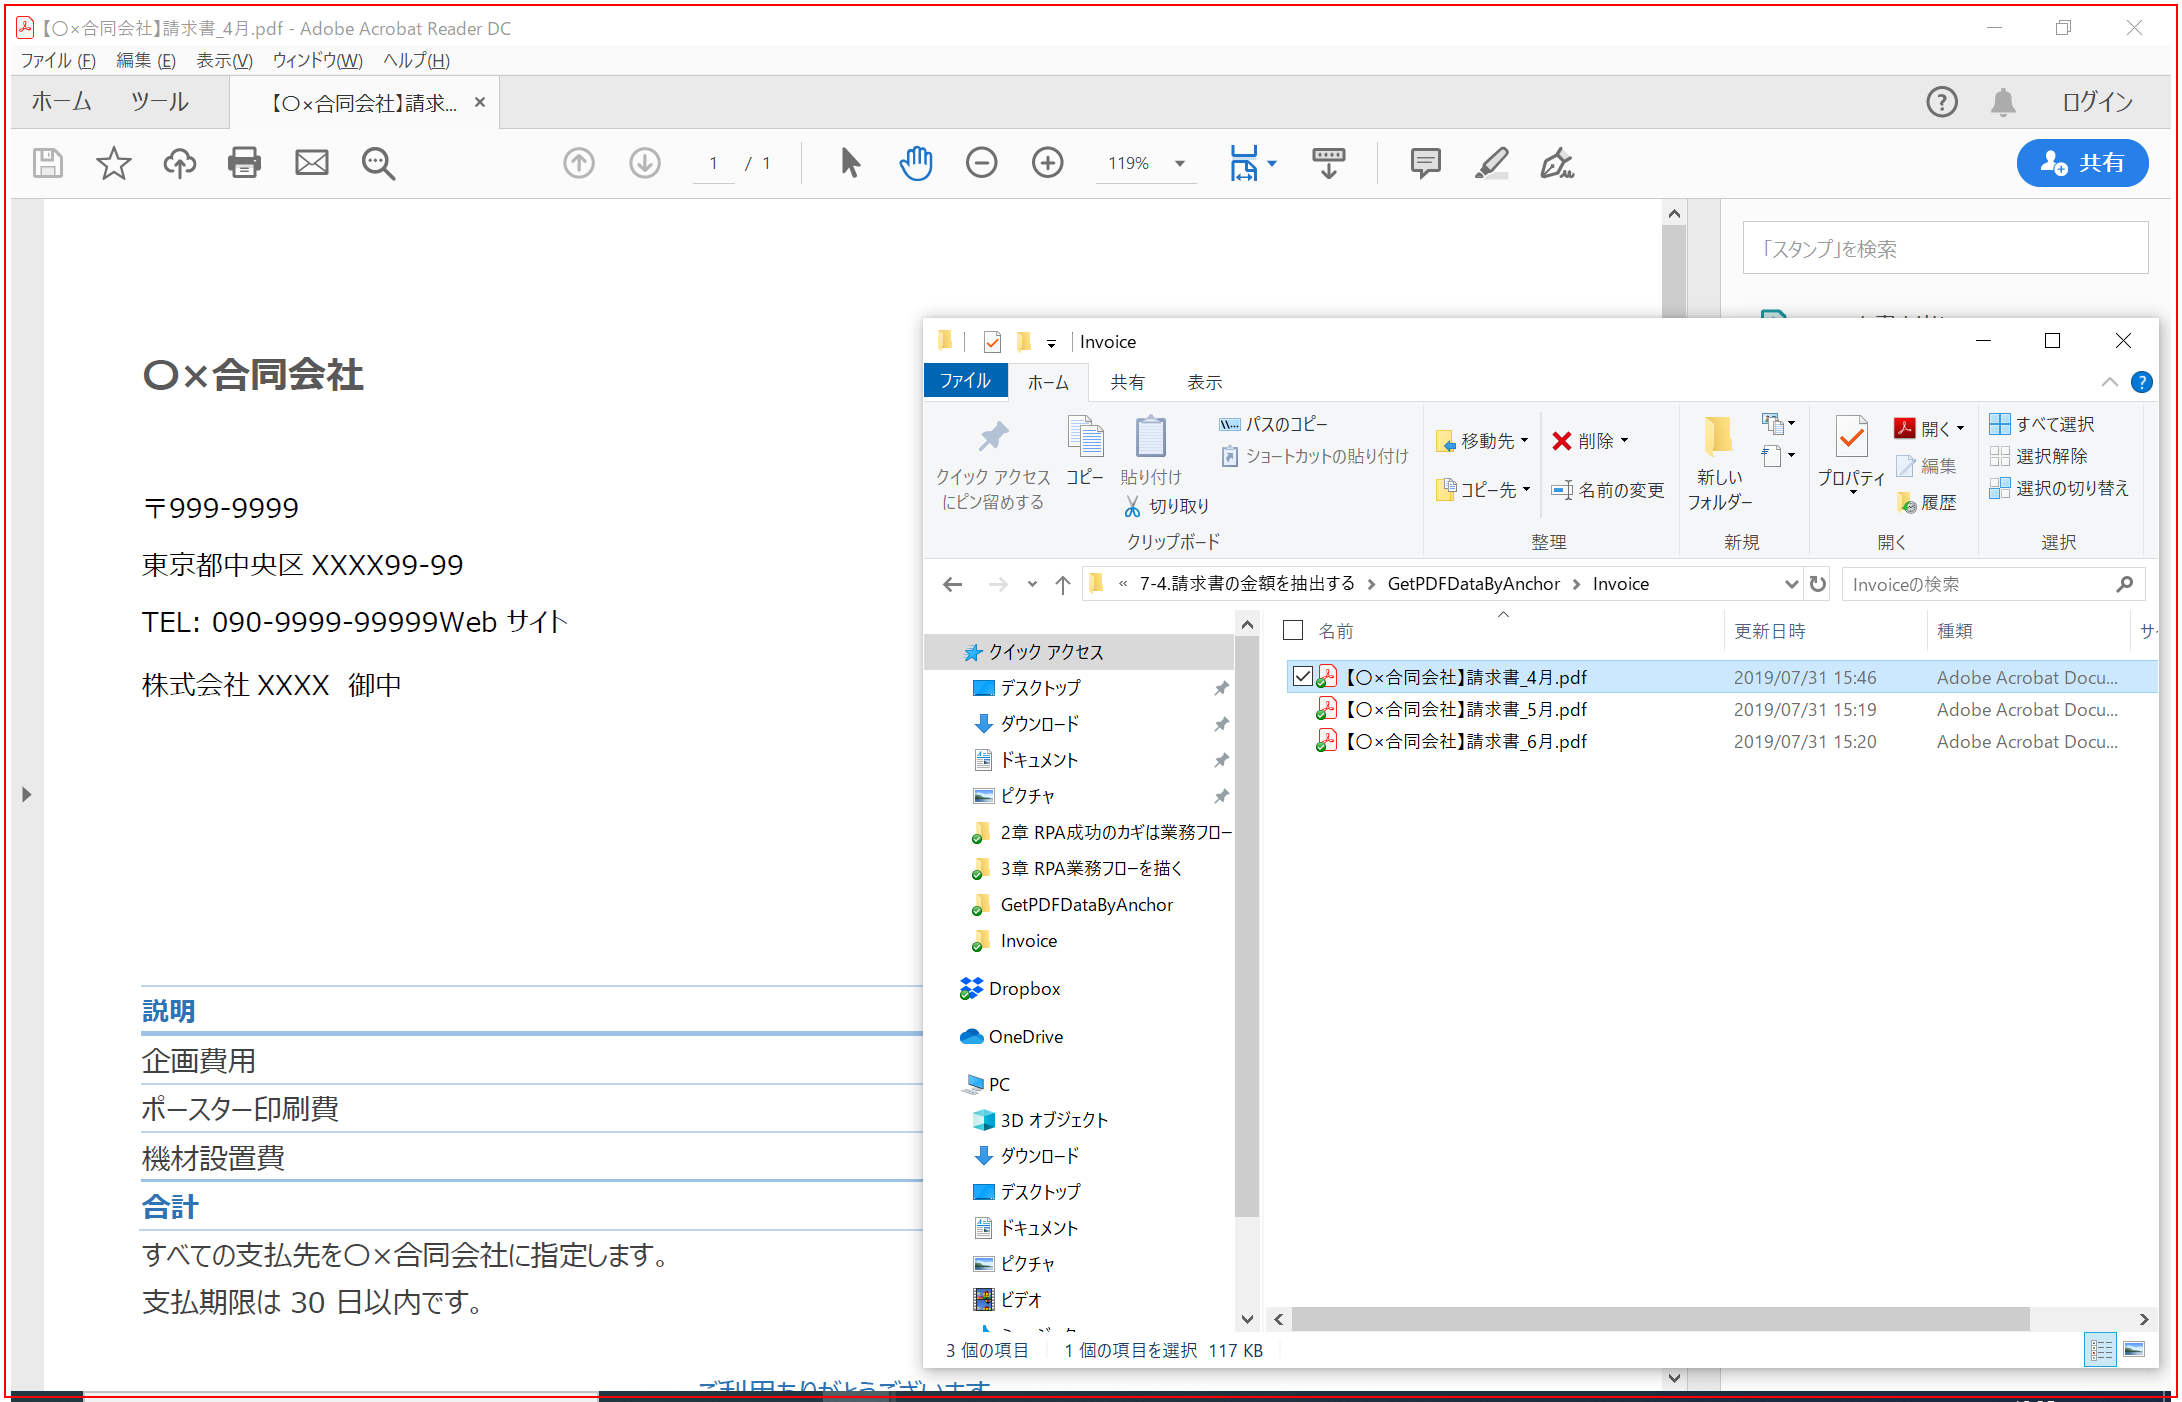 【〇×合同会社】請求書_4月.pdf - Adobe Acrobat Reader DC
ファイル (F) 編集 (E) 表示(V) ウィンドウ(W) ヘルプ(H)
ホーム ツール 【〇×合同会社】請求... × ログイン
1 / 1 119% 共有
「スタンプ」を検索
〇×合同会社
〒999-9999
東京都中央区 XXXX99-99
TEL: 090-9999-99999Web サイト
株式会社 XXXX 御中
説明
企画費用
ポースター印刷費
機材設置費
合計
すべての支払先を〇×合同会社に指定します。
支払期限は 30 日以内です。
ご利用ありがとうございます
Invoice
ファイル ホーム 共有 表示
クイック アクセス
にピン留めする
コピー
貼り付け
切り取り
パスのコピー
ショートカットの貼り付け
クリップボード
移動先
コピー先
削除
名前の変更
整理
新しい
フォルダー
新規
プロパティ
開く
編集
履歴
開く
すべて選択
選択解除
選択の切り替え
選択
« 7-4.請求書の金額を抽出する > GetPDFDataByAnchor > Invoice
Invoiceの検索
クイック アクセス
デスクトップ
ダウンロード
ドキュメント
ピクチャ
2章 RPA成功のカギは業務フロー
3章 RPA業務フローを描く
GetPDFDataByAnchor
Invoice
Dropbox
OneDrive
PC
3D オブジェクト
ダウンロード
デスクトップ
ドキュメント
ピクチャ
ビデオ
名前 更新日時 種類
【〇×合同会社】請求書_4月.pdf 2019/07/31 15:46 Adobe Acrobat Docu...
【〇×合同会社】請求書_5月.pdf 2019/07/31 15:19 Adobe Acrobat Docu...
【〇×合同会社】請求書_6月.pdf 2019/07/31 15:20 Adobe Acrobat Docu...
3 個の項目 1 個の項目を選択 117 KB